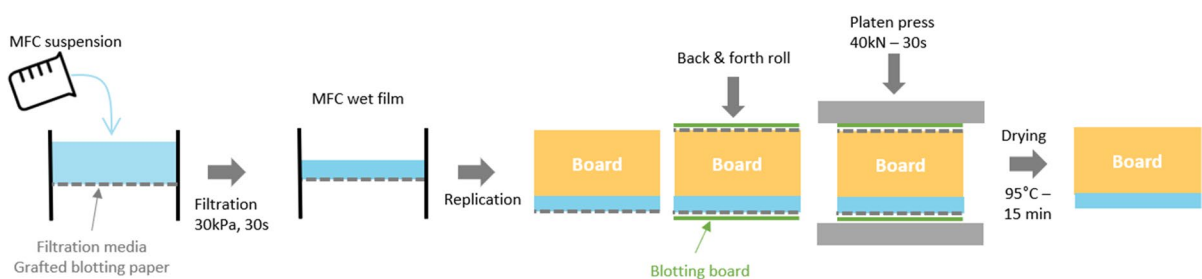 MFC suspension
Filtration media
Grafted blotting paper
Filtration
30kPa, 30s
MFC wet film
Replication
Board
Back & forth roll
Board
Blotting board
Platen press
40kN – 30s
Board
Drying
95°C –
15 min
Board